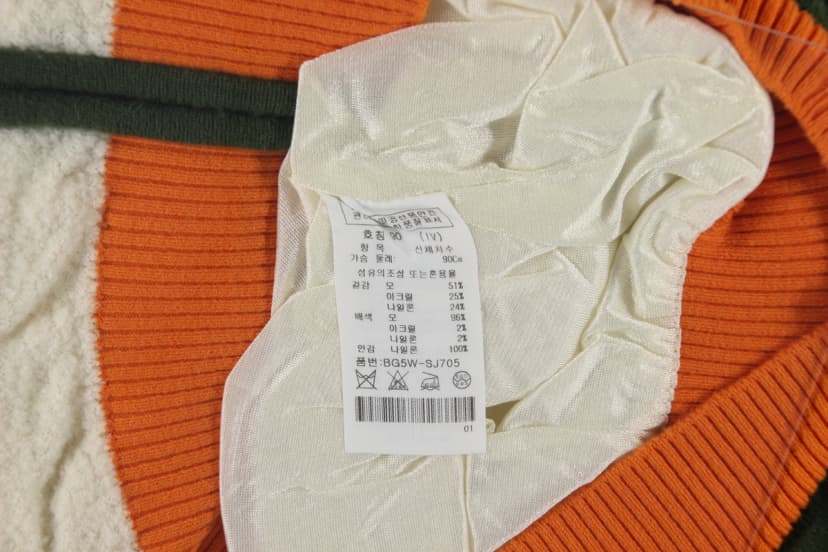 호칭 90 (IV)
항 목 신체치수
가슴 둘레: 90Cm
섬유의조성 또는혼용율
겉감 모 51%
아크릴 25%
나일론 24%
배색 모 96%
아크릴 2%
나일론 2%
안감 나일론 100%
품번:BG5W-SJ705
01